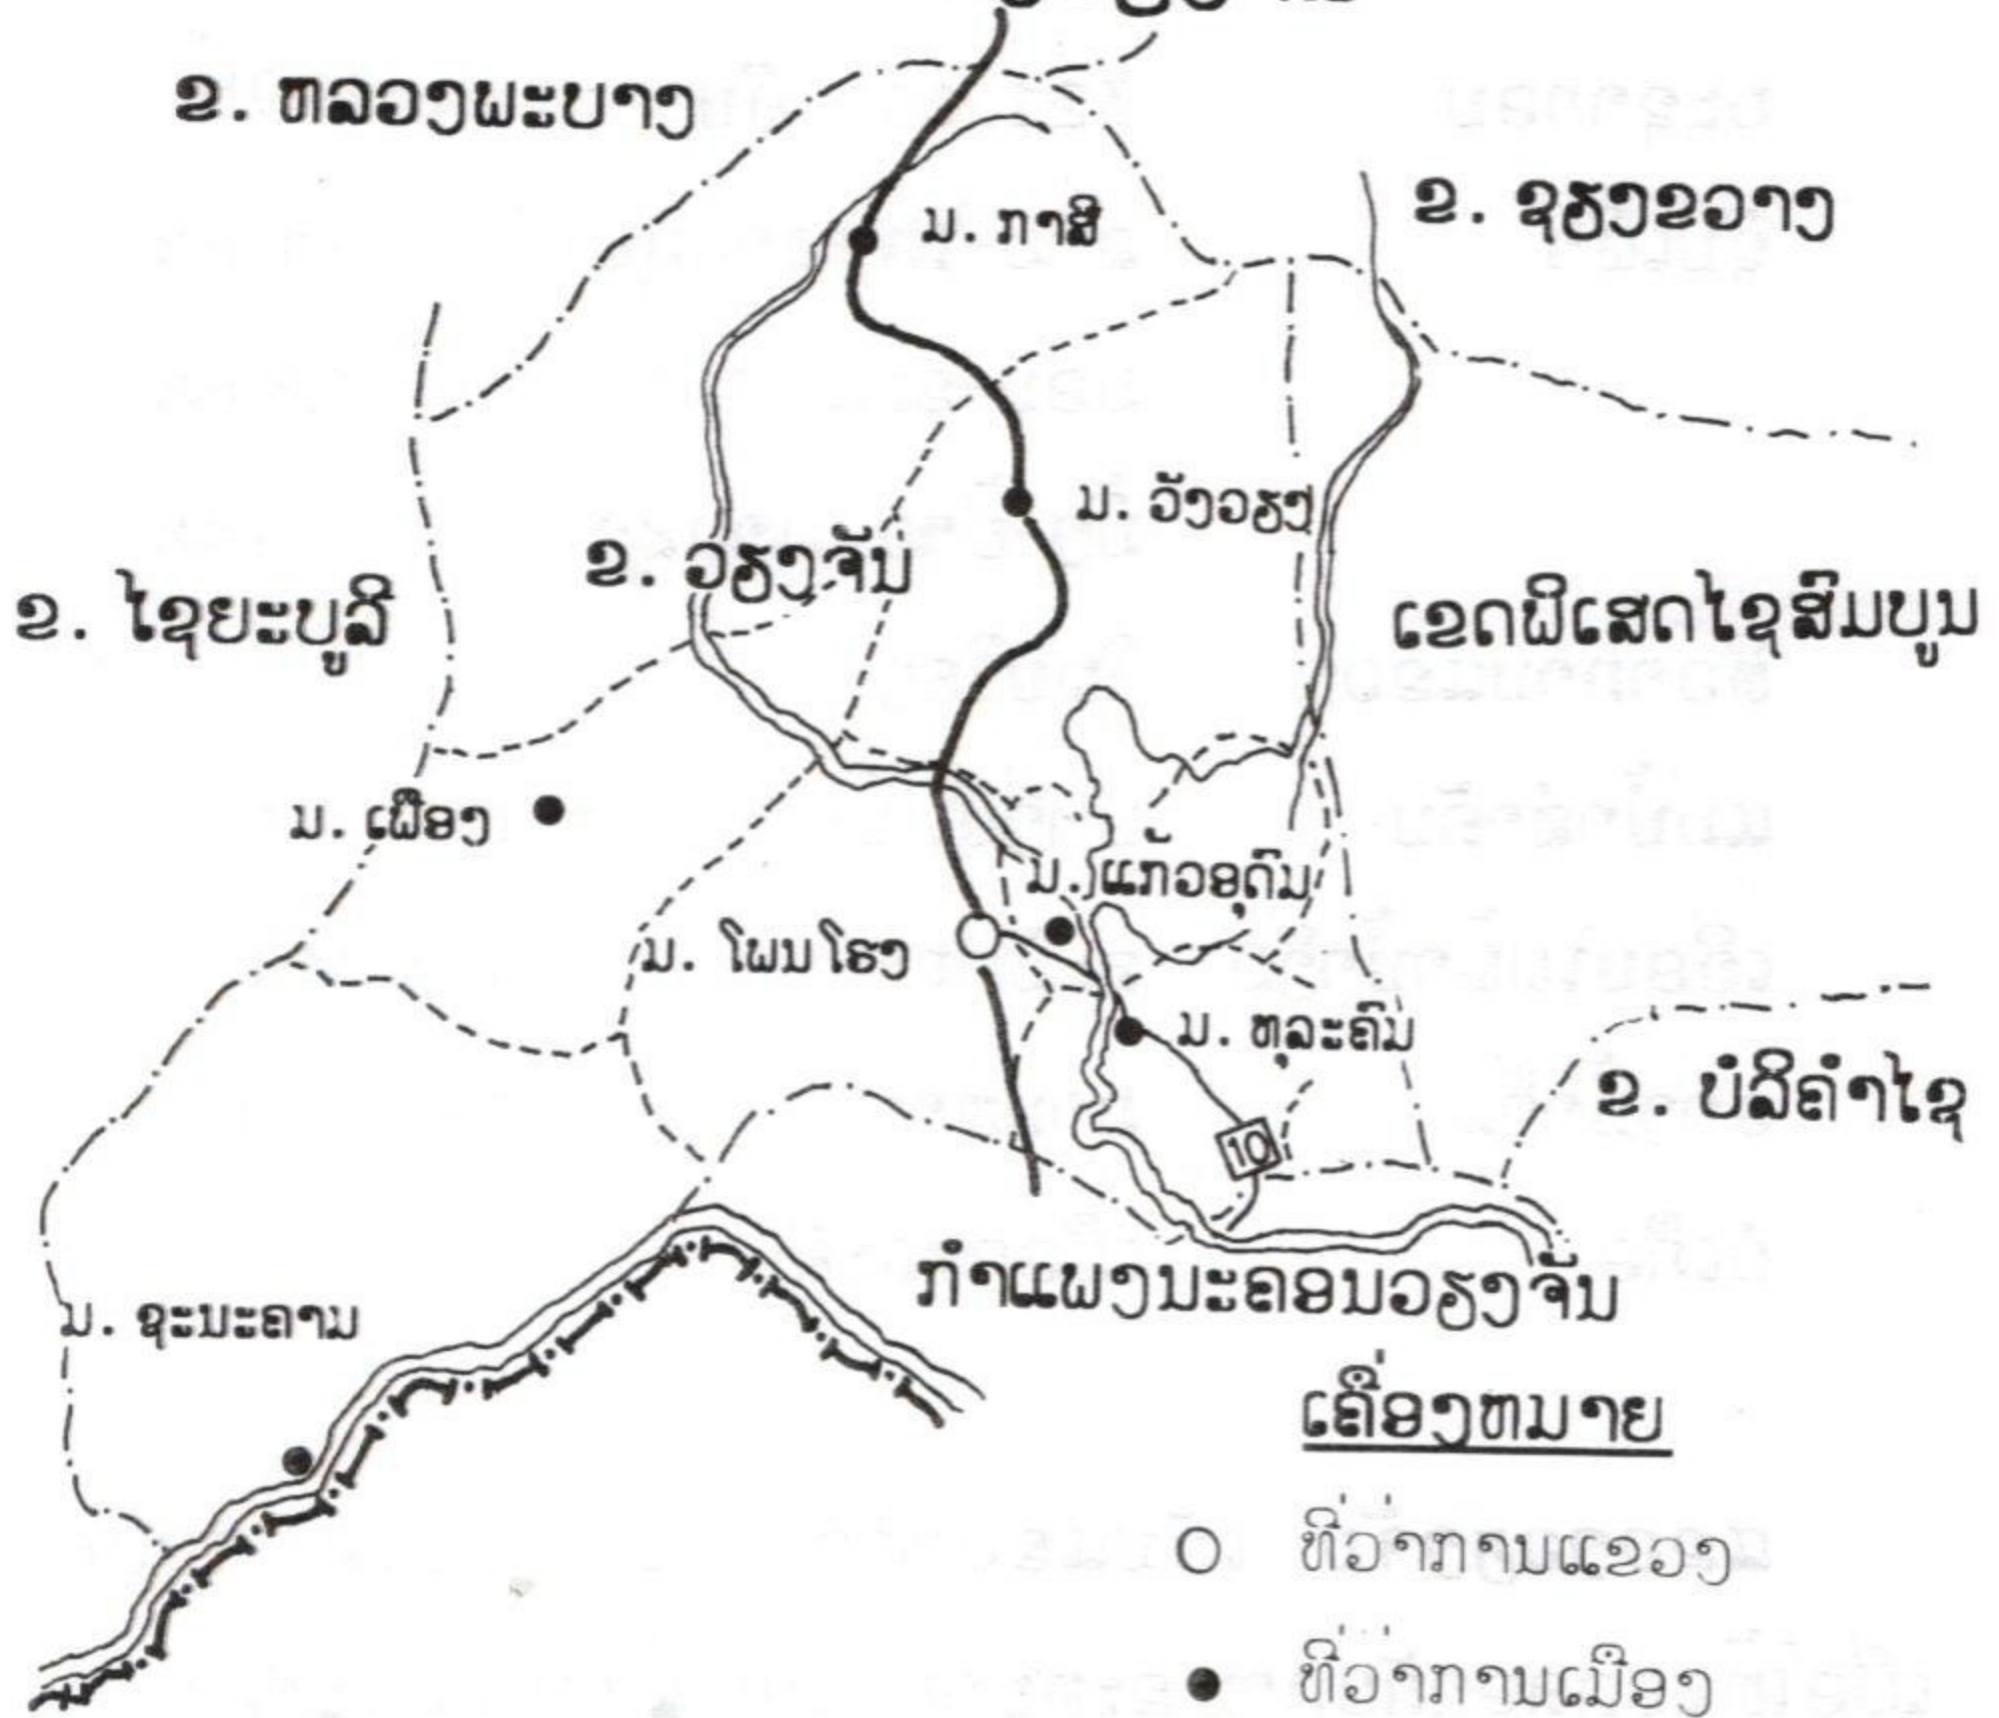 ຂ. ຫລວງພະບາງ
ຂ. ຊຽງຂວາງ
ມ. ກາສີ
ມ. ວັງວຽງ
ຂ. ວຽງຈັນ
ຂ. ໄຊຍະບູລີ
ເຂດພິເສດໄຊສົມບູນ
ມ. ເຟືອງ
ມ. ແກ້ວອຸດົມ
ມ. ໂພນໂຮງ
ມ. ທຸລະຄົມ
ຂ. ບໍລິຄຳໄຊ
10
ກຳແພງນະຄອນວຽງຈັນ
ມ. ຊະນະຄາມ
ເຄື່ອງຫມາຍ
ທີ່ວ່າການແຂວງ
ທີ່ວ່າການເມືອງ